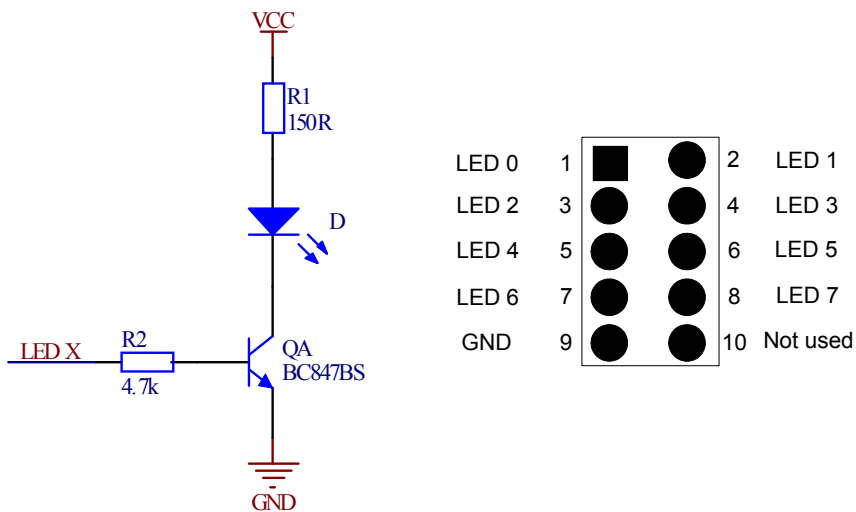 VCC
R1
150R
D
LED X
R2
4.7k
QA
BC847BS
GND
LED 0 1 2 LED 1
LED 2 3 4 LED 3
LED 4 5 6 LED 5
LED 6 7 8 LED 7
GND 9 10 Not used